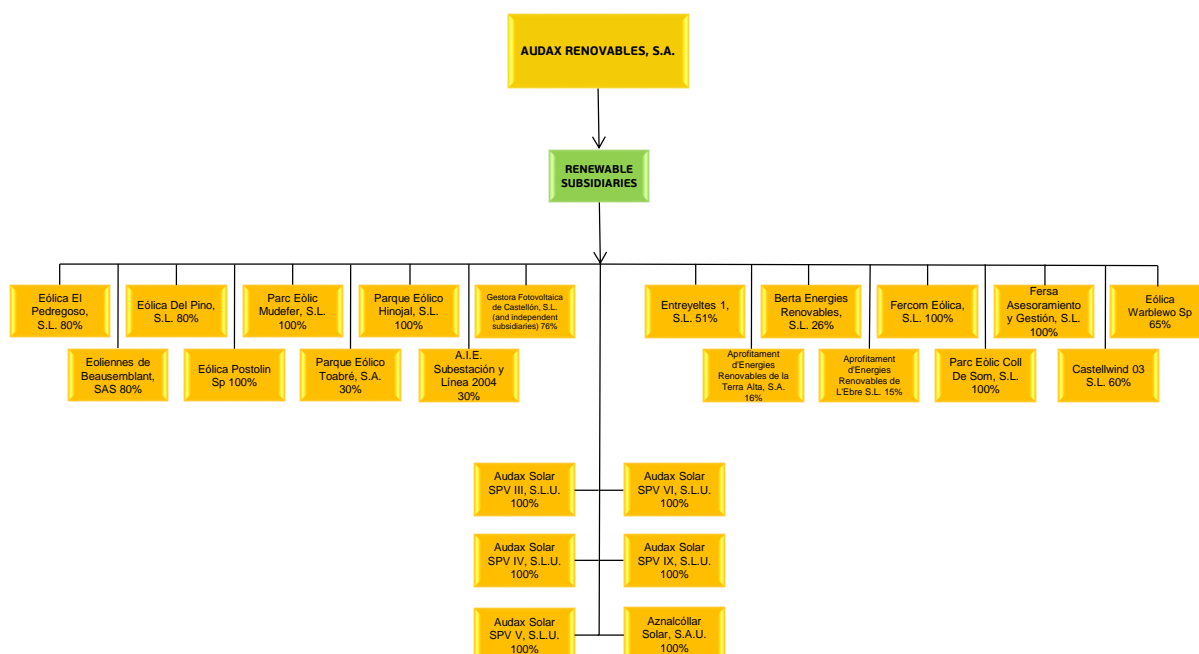 AUDAX RENOVABLES, S.A.
RENEWABLE
SUBSIDIARIES
Eólica El
Pedregoso,
S.L. 80%
Eólica Del Pino,
S.L. 80%
Parc Eòlic
Mudefer, S.L.
100%
Parque Eólico
Hinojal, S.L.
100%
Gestora Fotovoltaica
de Castellón, S.L.
(and independent
subsidiaries) 76%
Entreyeltes 1,
S.L. 51%
Berta Energies
Renovables,
S.L. 26%
Fercom Eólica,
S.L. 100%
Fersa
Asesoramiento
y Gestión, S.L.
100%
Eólica
Warblewo Sp
65%
Eoliennes de
Beausemblant,
SAS 80%
Eólica Postolin
Sp 100%
Parque Eólico
Toabré, S.A.
30%
A.I.E.
Subestación y
Línea 2004
30%
Aprofitament
d'Energies
Renovables de la
Terra Alta, S.A.
16%
Aprofitament
d'Energies
Renovables de
L'Ebre S.L. 15%
Parc Eòlic Coll
De Som, S.L.
100%
Castellwind 03
S.L. 60%
Audax Solar
SPV III, S.L.U.
100%
Audax Solar
SPV VI, S.L.U.
100%
Audax Solar
SPV IV, S.L.U.
100%
Audax Solar
SPV IX, S.L.U.
100%
Audax Solar
SPV V, S.L.U.
100%
Aznalcóllar
Solar, S.A.U.
100%